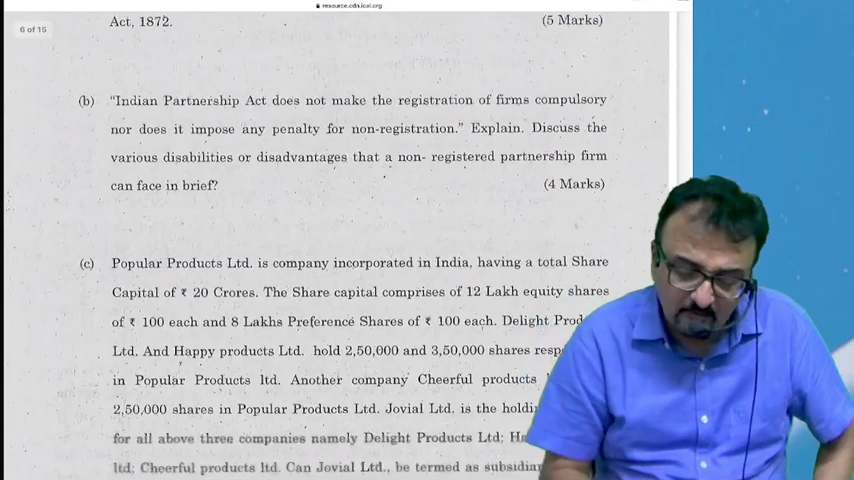 resource.cdn.icai.org
6 of 15
Act, 1872. (5 Marks)
(b) “Indian Partnership Act does not make the registration of firms compulsory
nor does it impose any penalty for non-registration.” Explain. Discuss the
various disabilities or disadvantages that a non- registered partnership firm
can face in brief? (4 Marks)
(c) Popular Products Ltd. is company incorporated in India, having a total Share
Capital of ₹ 20 Crores. The Share capital comprises of 12 Lakh equity shares
of ₹ 100 each and 8 Lakhs Preference Shares of ₹ 100 each. Delight
Ltd. And Happy products Ltd. hold 2,50,000 and 3,50,000 shares
in Popular Products ltd. Another company Cheerful products
2,50,000 shares in Popular Products Ltd. Jovial Ltd. is the
for all above three companies namely Delight Products Ltd;
ltd; Cheerful products ltd. Can Jovial Ltd., be termed as